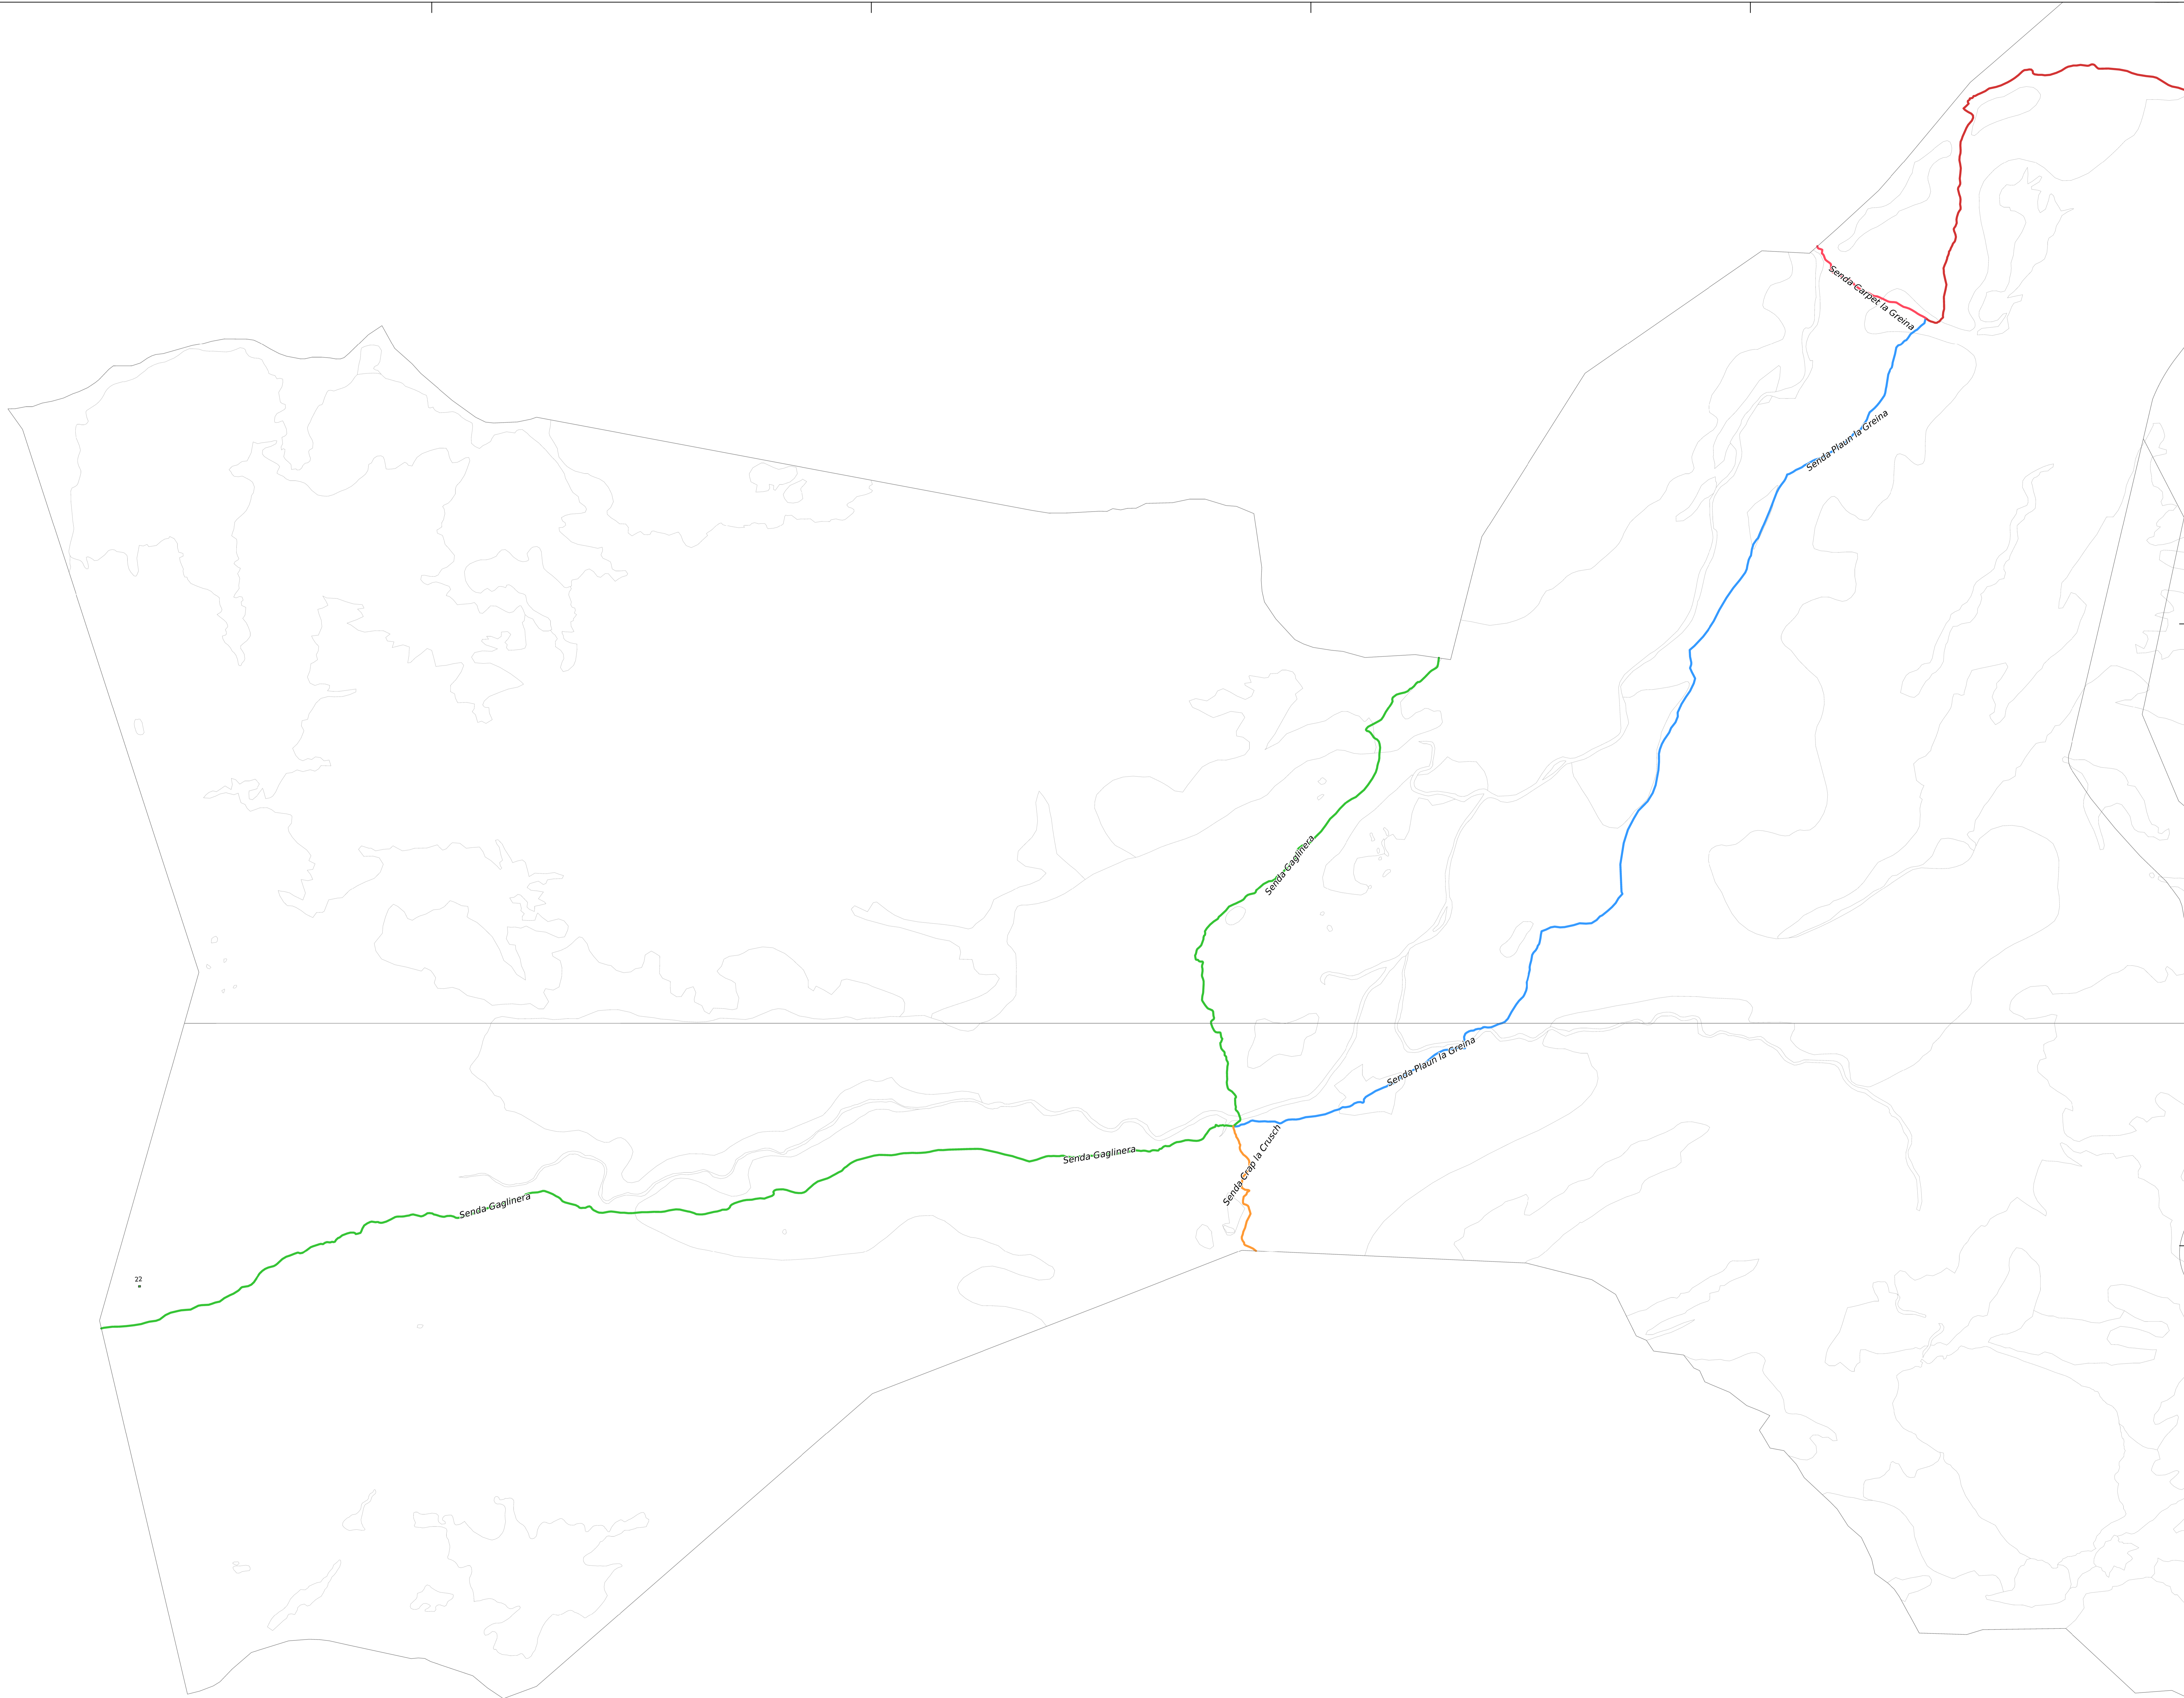 Senda Carpet la Greina
Senda Plaun la Greina
Senda Gaglinera
Senda Plaun la Greina
Senda Crap la Crusch
Senda Gaglinera
Senda Gaglinera
22